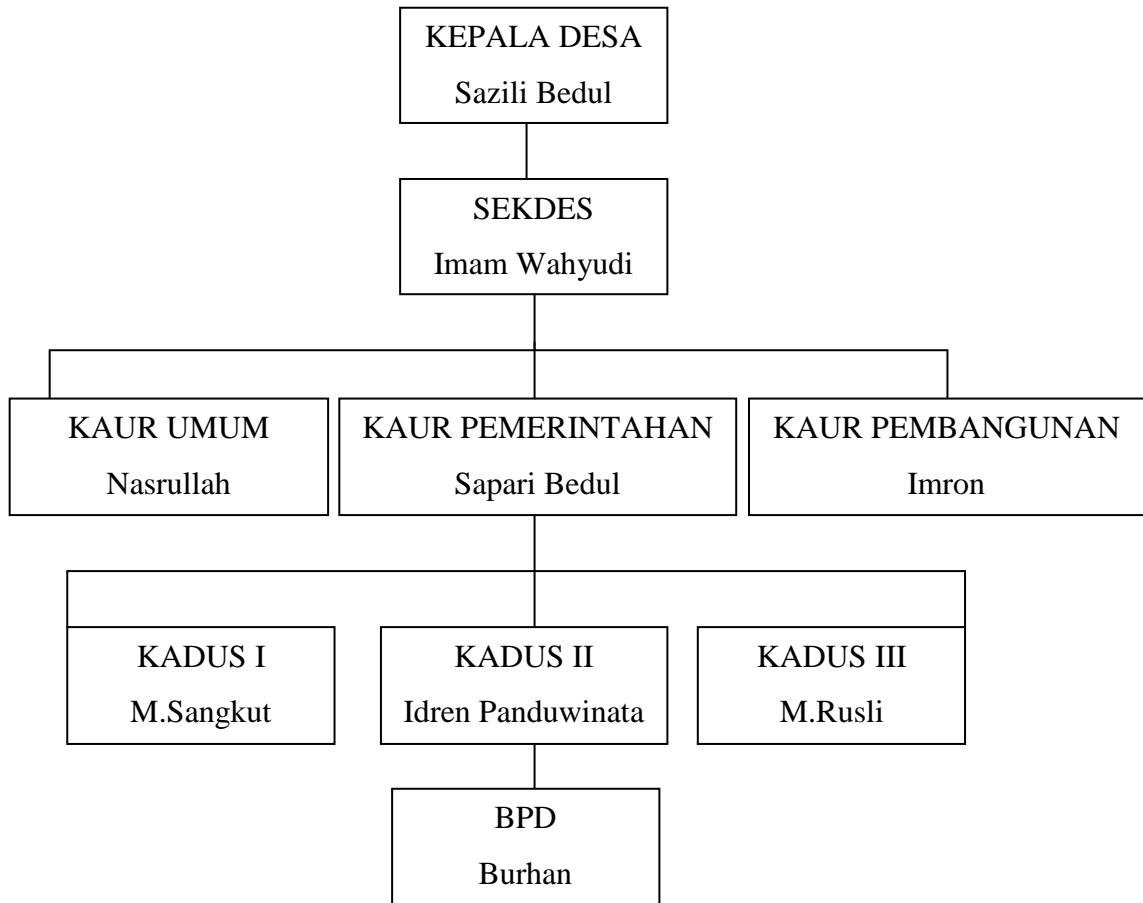 KEPALA DESA
Sazili Bedul
SEKDES
Imam Wahyudi
KAUR UMUM
Nasrullah
KAUR PEMERINTAHAN
Sapari Bedul
KAUR PEMBANGUNAN
Imron
KADUS I
M.Sangkut
KADUS II
Idren Panduwinata
KADUS III
M.Rusli
BPD
Burhan